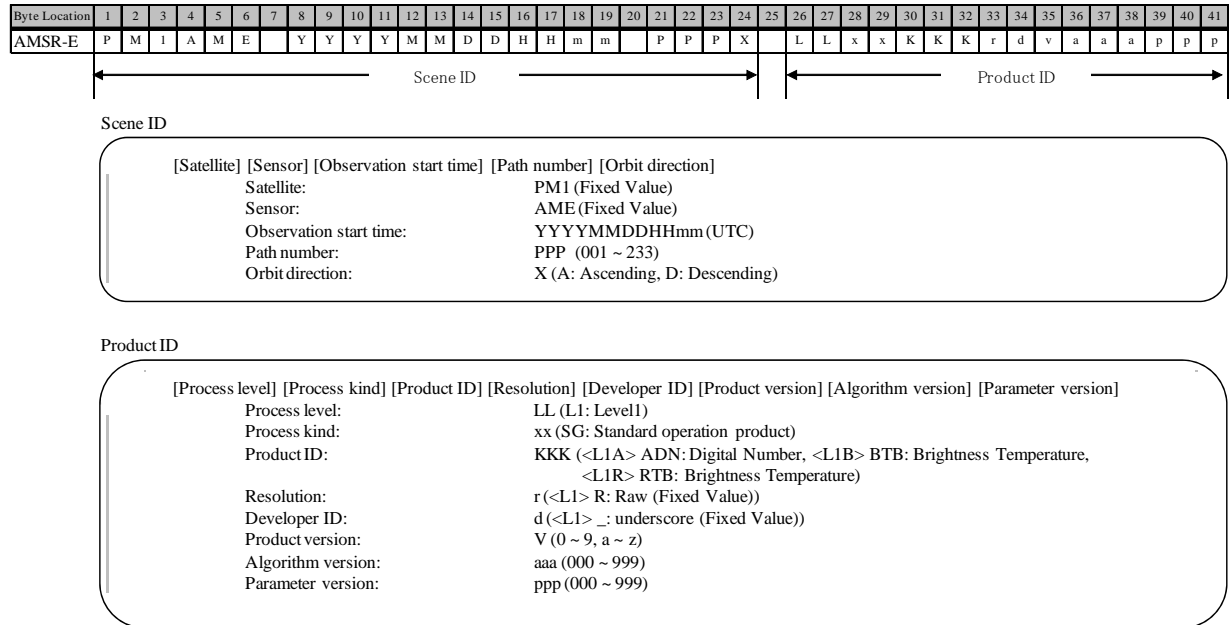 Byte Location 1 2 3 4 5 6 7 8 9 10 11 12 13 14 15 16 17 18 19 20 21 22 23 24 25 26 27 28 29 30 31 32 33 34 35 36 37 38 39 40 41
AMSR-E P M 1 A M E Y Y Y Y M M D D H H m m P P P X L L x x K K K r d v a a a p p p
Scene ID Product ID
Scene ID
[Satellite] [Sensor] [Observation start time] [Path number] [Orbit direction]
Satellite: PM1 (Fixed Value)
Sensor: AME (Fixed Value)
Observation start time: YYYYMMDDHHmm (UTC)
Path number: PPP (001 ~ 233)
Orbit direction: X (A: Ascending, D: Descending)
Product ID
[Process level] [Process kind] [Product ID] [Resolution] [Developer ID] [Product version] [Algorithm version] [Parameter version]
Process level: LL (L1: Level1)
Process kind: xx (SG: Standard operation product)
Product ID: KKK (<L1A> ADN: Digital Number, <L1B> BTB: Brightness Temperature,
<L1R> RTB: Brightness Temperature)
Resolution: r (<L1> R: Raw (Fixed Value))
Developer ID: d (<L1> _: underscore (Fixed Value))
Product version: V (0 ~ 9, a ~ z)
Algorithm version: aaa (000 ~ 999)
Parameter version: ppp (000 ~ 999)